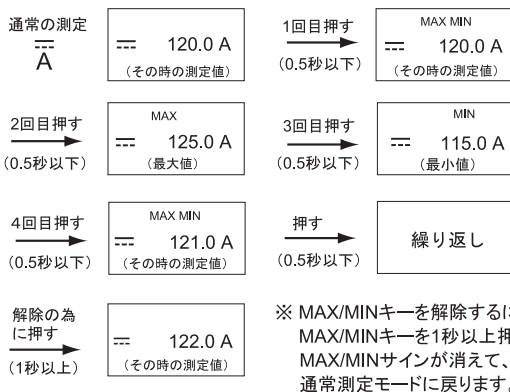 通常の測定
A
120.0 A
(その時の測定値)
1回目押す
(0.5秒以下)
MAX MIN
120.0 A
(その時の測定値)
2回目押す
(0.5秒以下)
MAX
125.0 A
(最大値)
3回目押す
(0.5秒以下)
MIN
115.0 A
(最小値)
4回目押す
(0.5秒以下)
MAX MIN
121.0 A
(その時の測定値)
押す
(0.5秒以下)
繰り返し
解除の為
に押す
(1秒以上)
122.0 A
(その時の測定値)
※ MAX/MINキーを解除するに
MAX/MINキーを1秒以上押
MAX/MINサインが消えて、
通常測定モードに戻ります。